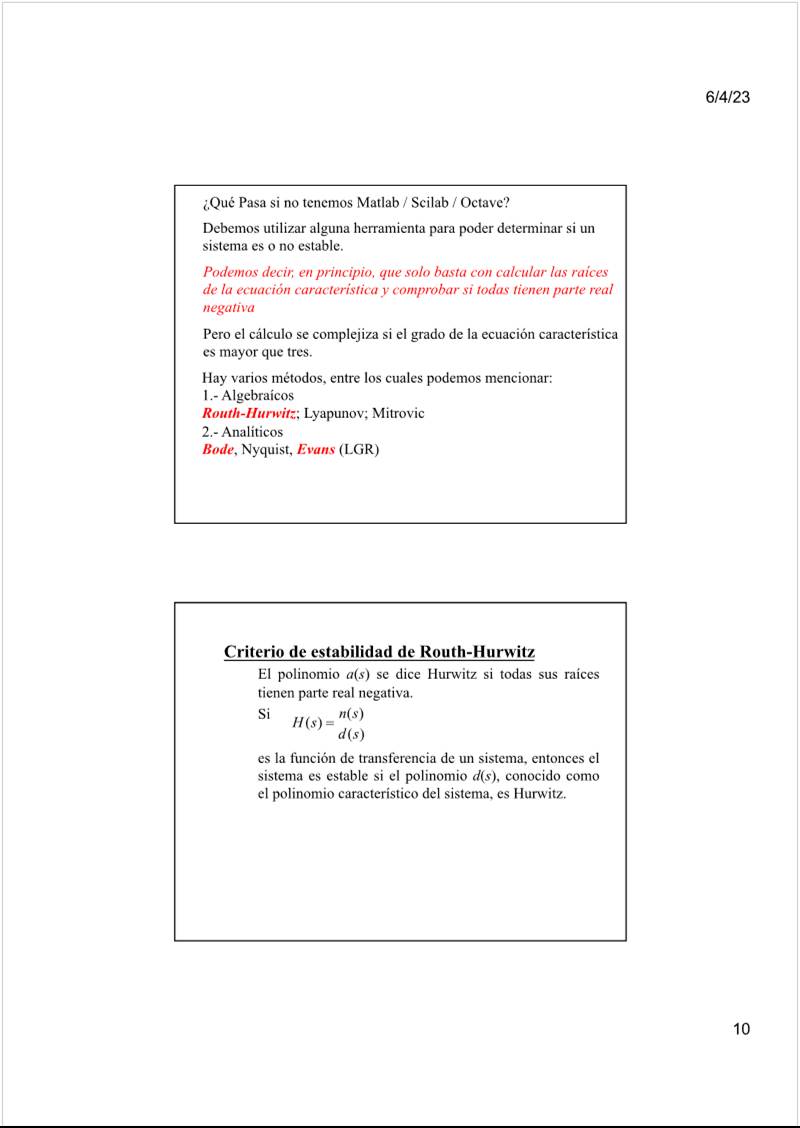 6/4/23
¿Qué Pasa si no tenemos Matlab / Scilab / Octave?
Debemos utilizar alguna herramienta para poder determinar si un
sistema es o no estable.
Podemos decir, en principio, que solo basta con calcular las raíces
de la ecuación característica y comprobar si todas tienen parte real
negativa
Pero el cálculo se complejiza si el grado de la ecuación característica
es mayor que tres.
Hay varios métodos, entre los cuales podemos mencionar:
1.- Algebraícos
Routh-Hurwitz; Lyapunov; Mitrovic
2.- Analíticos
Bode, Nyquist, Evans (LGR)
Criterio de estabilidad de Routh-Hurwitz
El polinomio a(s) se dice Hurwitz si todas sus raíces
tienen parte real negativa.
Si H(s) = n(s)
d(s)
es la función de transferencia de un sistema, entonces el
sistema es estable si el polinomio d(s), conocido como
el polinomio característico del sistema, es Hurwitz.
10